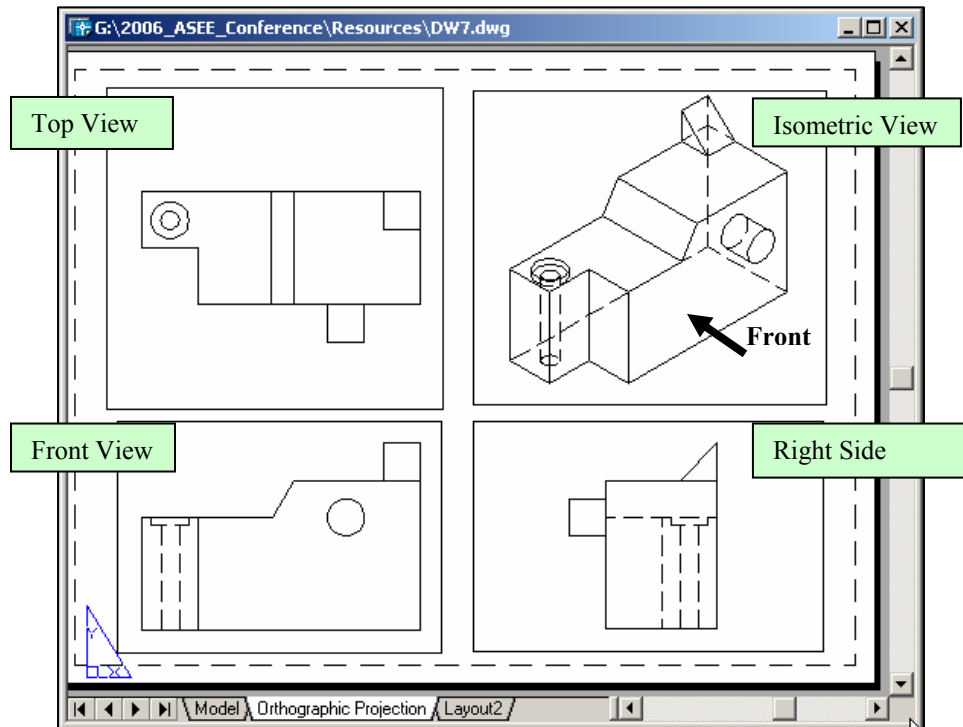 G:\2006_ASEE_Conference\Resources\DW7.dwg
Top View
Isometric View
Front
Front View
Right Side
Y
X
Model Orthographic Projection Layout2